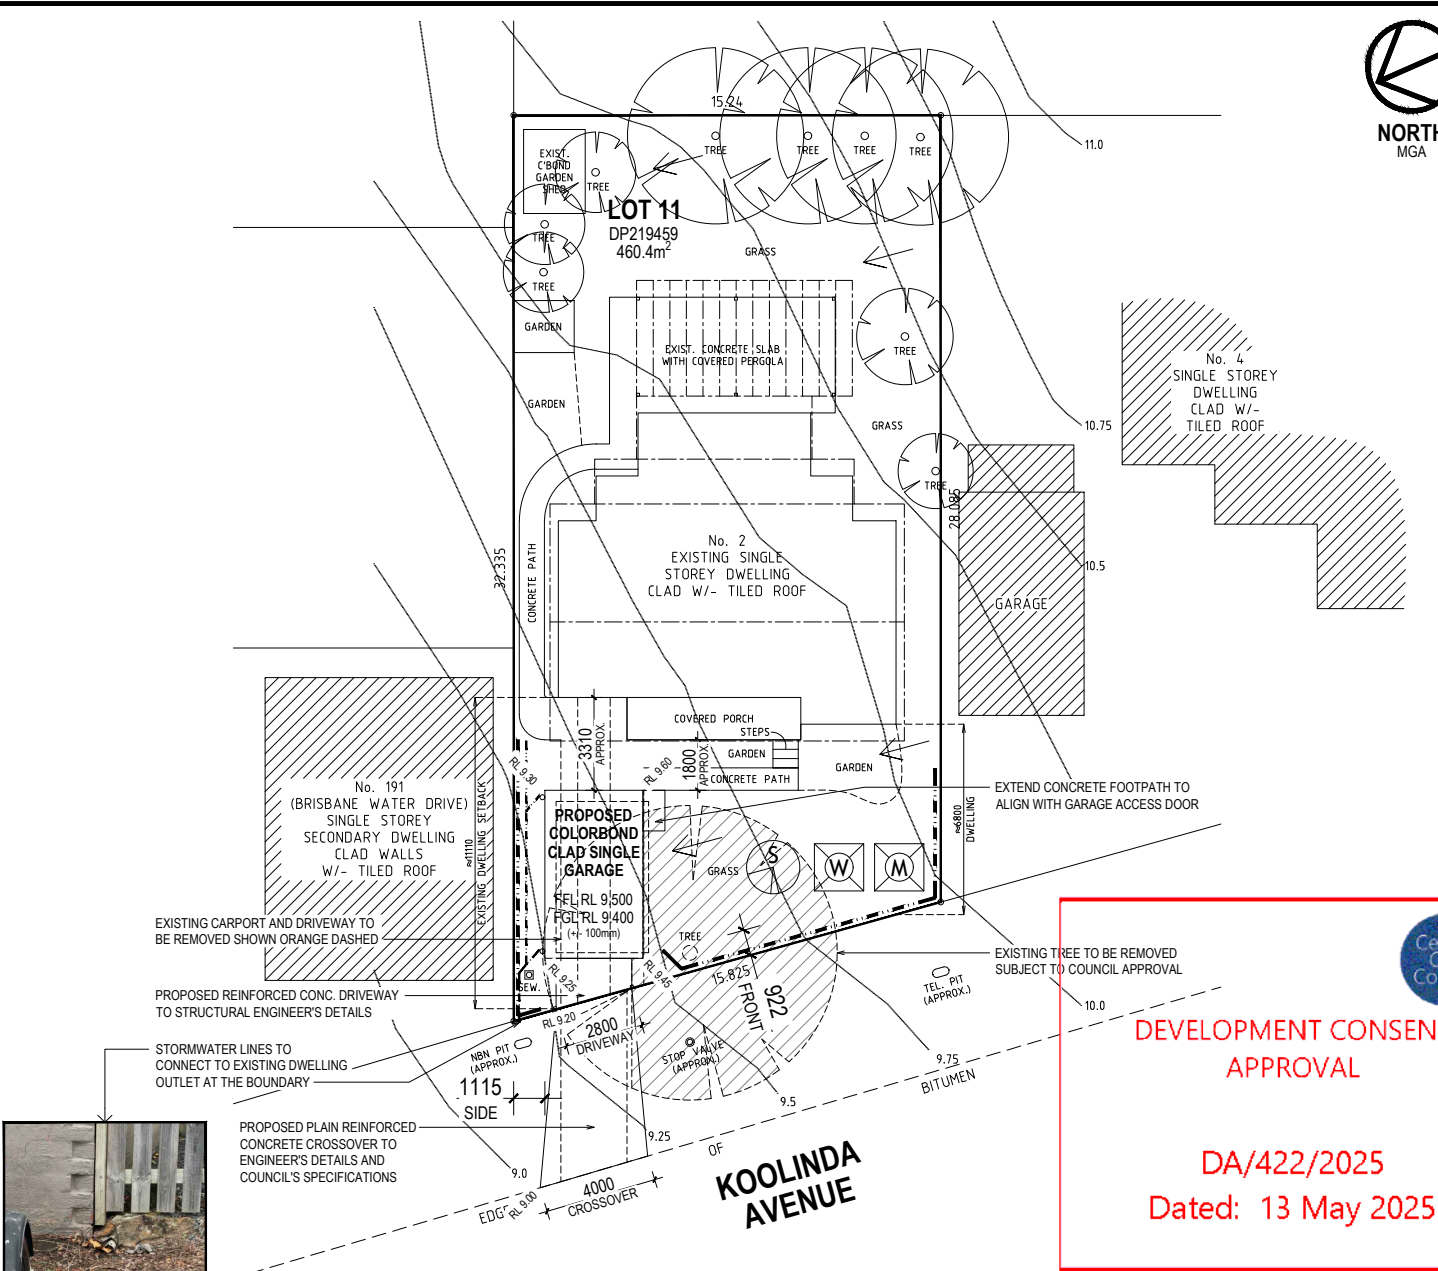 NORTH
MGA
15.24
TREE
TREE
TREE
TREE
11.0
EXIST.
C'BOND
GARDEN
SHED
TREE
LOT 11
DP219459
460.4m²
TREE
GRASS
TREE
GARDEN
EXIST. CONCRETE SLAB
WITH COVERED PERGOLA
TREE
No. 4
SINGLE STOREY
DWELLING
CLAD W/-
TILED ROOF
GARDEN
GRASS
10.75
TREE
28.085
32.335
CONCRETE PATH
No. 2
EXISTING SINGLE
STOREY DWELLING
CLAD W/- TILED ROOF
10.5
GARAGE
COVERED PORCH
STEPS
3310
APPROX.
1800
APPROX.
GARDEN
CONCRETE PATH
GARDEN
RL 9.30
RL 9.60
No. 191
(BRISBANE WATER DRIVE)
SINGLE STOREY
SECONDARY DWELLING
CLAD WALLS
W/- TILED ROOF
≈11110
EXISTING DWELLING SETBACK
PROPOSED
COLORBOND
CLAD SINGLE
GARAGE
FFL RL 9.500
FGL RL 9.400
(+/- 100mm)
EXTEND CONCRETE FOOTPATH TO
ALIGN WITH GARAGE ACCESS DOOR
≈6800
DWELLING
GRASS
S
W
M
EXISTING CARPORT AND DRIVEWAY TO
BE REMOVED SHOWN ORANGE DASHED
TREE
EXISTING TREE TO BE REMOVED
SUBJECT TO COUNCIL APPROVAL
SEW.
RL 9.25
RL 9.45
15.825
922
FRONT
TEL. PIT
(APPROX.)
10.0
PROPOSED REINFORCED CONC. DRIVEWAY
TO STRUCTURAL ENGINEER'S DETAILS
RL 9.20
2800
DRIVEWAY
NBN PIT
(APPROX.)
STOP VALVE
(APPROX.)
STORMWATER LINES TO
CONNECT TO EXISTING DWELLING
OUTLET AT THE BOUNDARY
9.75
BITUMEN
1115
SIDE
9.5
PROPOSED PLAIN REINFORCED
CONCRETE CROSSOVER TO
ENGINEER'S DETAILS AND
COUNCIL'S SPECIFICATIONS
9.25
OF
9.0
EDGE
RL 9.00
4000
CROSSOVER
KOOLINDA
AVENUE
DEVELOPMENT CONSEN
APPROVAL
DA/422/2025
Dated: 13 May 2025